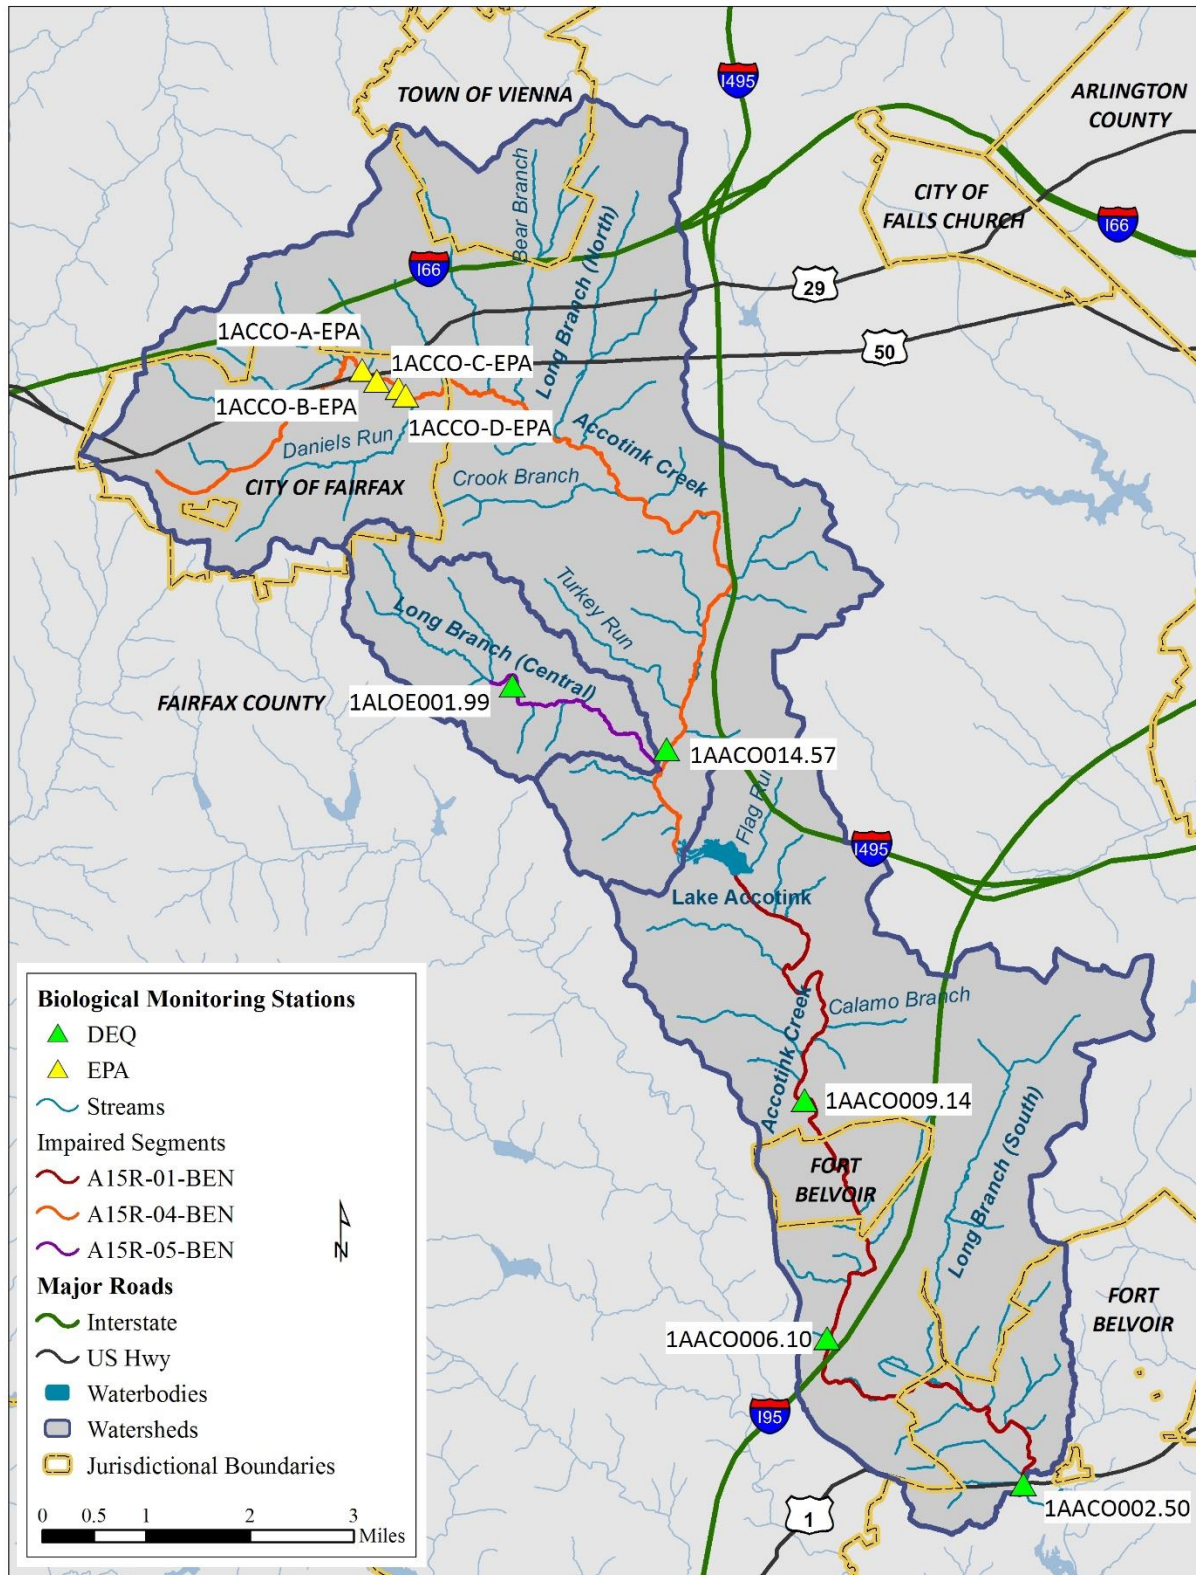 I495
TOWN OF VIENNA
ARLINGTON
COUNTY
Bear Branch
CITY OF
FALLS CHURCH
I66
Long Branch (North)
I66
29
1ACCO-A-EPA
50
1ACCO-C-EPA
1ACCO-B-EPA
1ACCO-D-EPA
Daniels Run
Accotink Creek
Crook Branch
CITY OF FAIRFAX
Turkey Run
Long Branch (Central)
FAIRFAX COUNTY
1ALOE001.99
1AACO014.57
Flag Run
I495
Lake Accotink
Calamo Branch
Accotink Creek
1AACO009.14
Long Branch (South)
FORT
BELVOIR
FORT
BELVOIR
1AACO006.10
I95
1
1AACO002.50
Biological Monitoring Stations
DEQ
EPA
Streams
Impaired Segments
A15R-01-BEN
A15R-04-BEN
A15R-05-BEN
N
Major Roads
Interstate
US Hwy
Waterbodies
Watersheds
Jurisdictional Boundaries
0 0.5 1 2 3
Miles